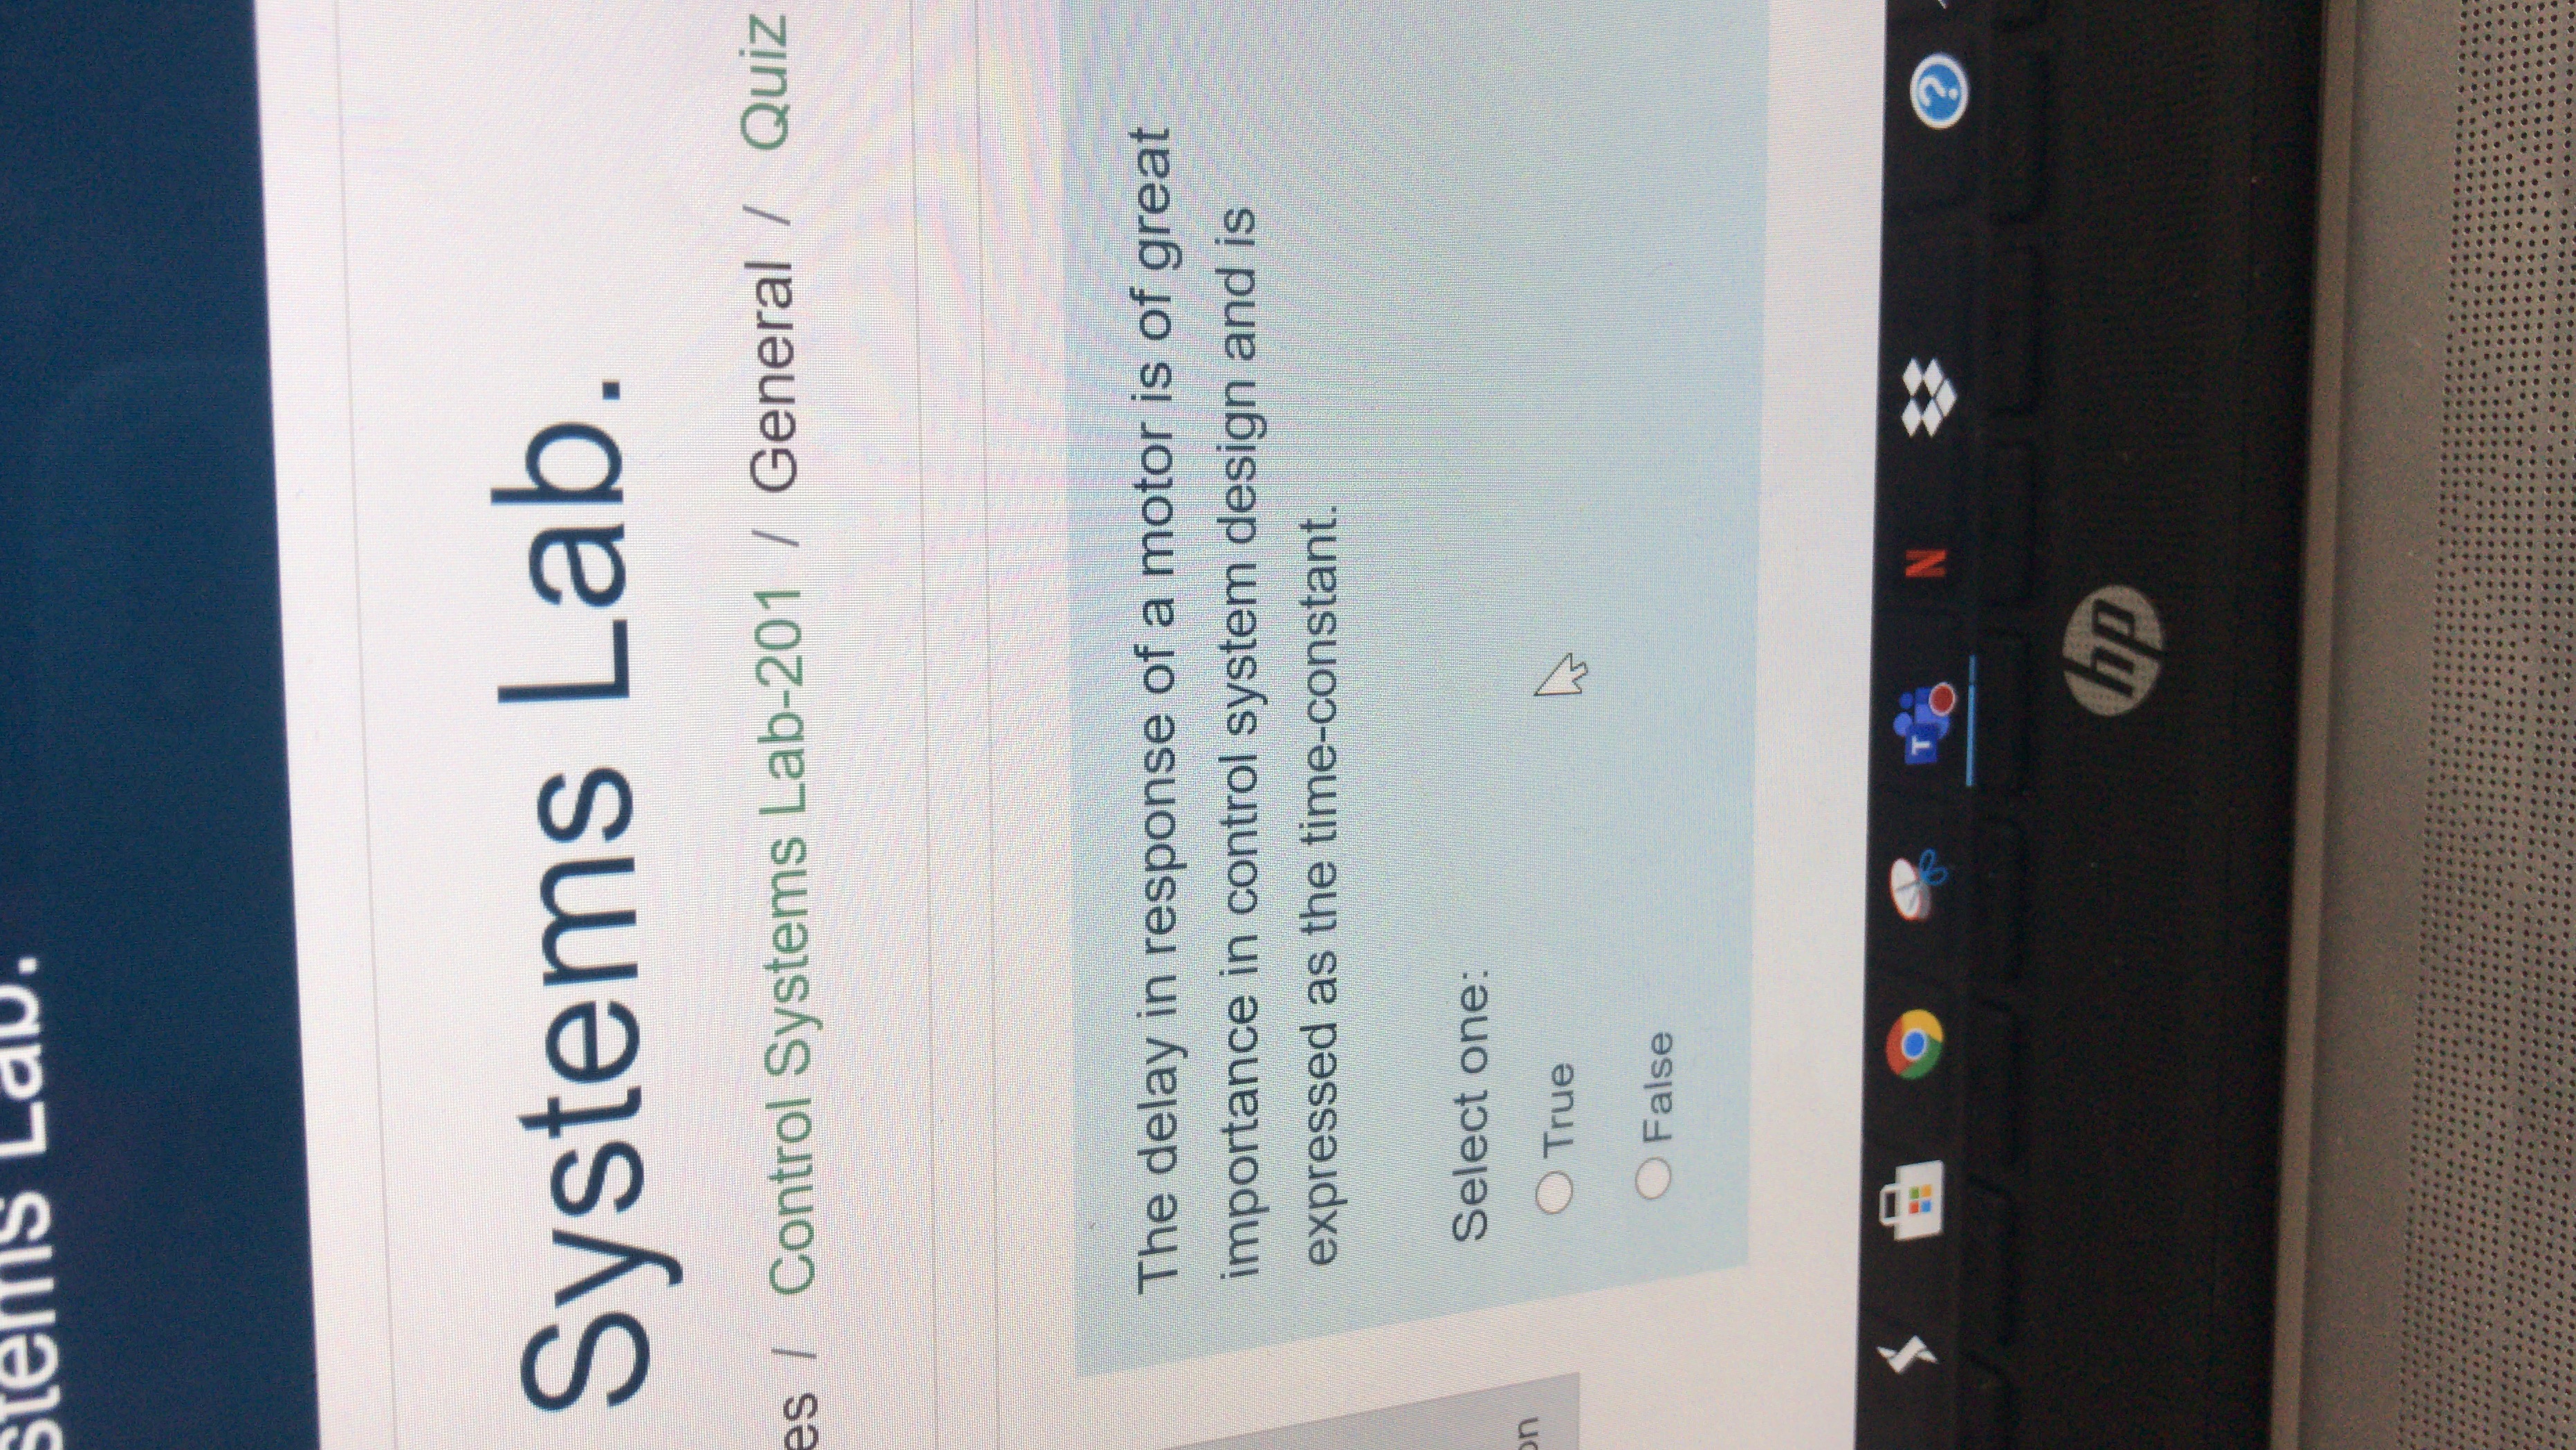 stems Lab.
Systems Lab.
es / Control Systems Lab-201 / General / Quiz
The delay in response of a motor is of great
importance in control system design and is
expressed as the time-constant.
Select one:
on
True
False
T
N
?
hp